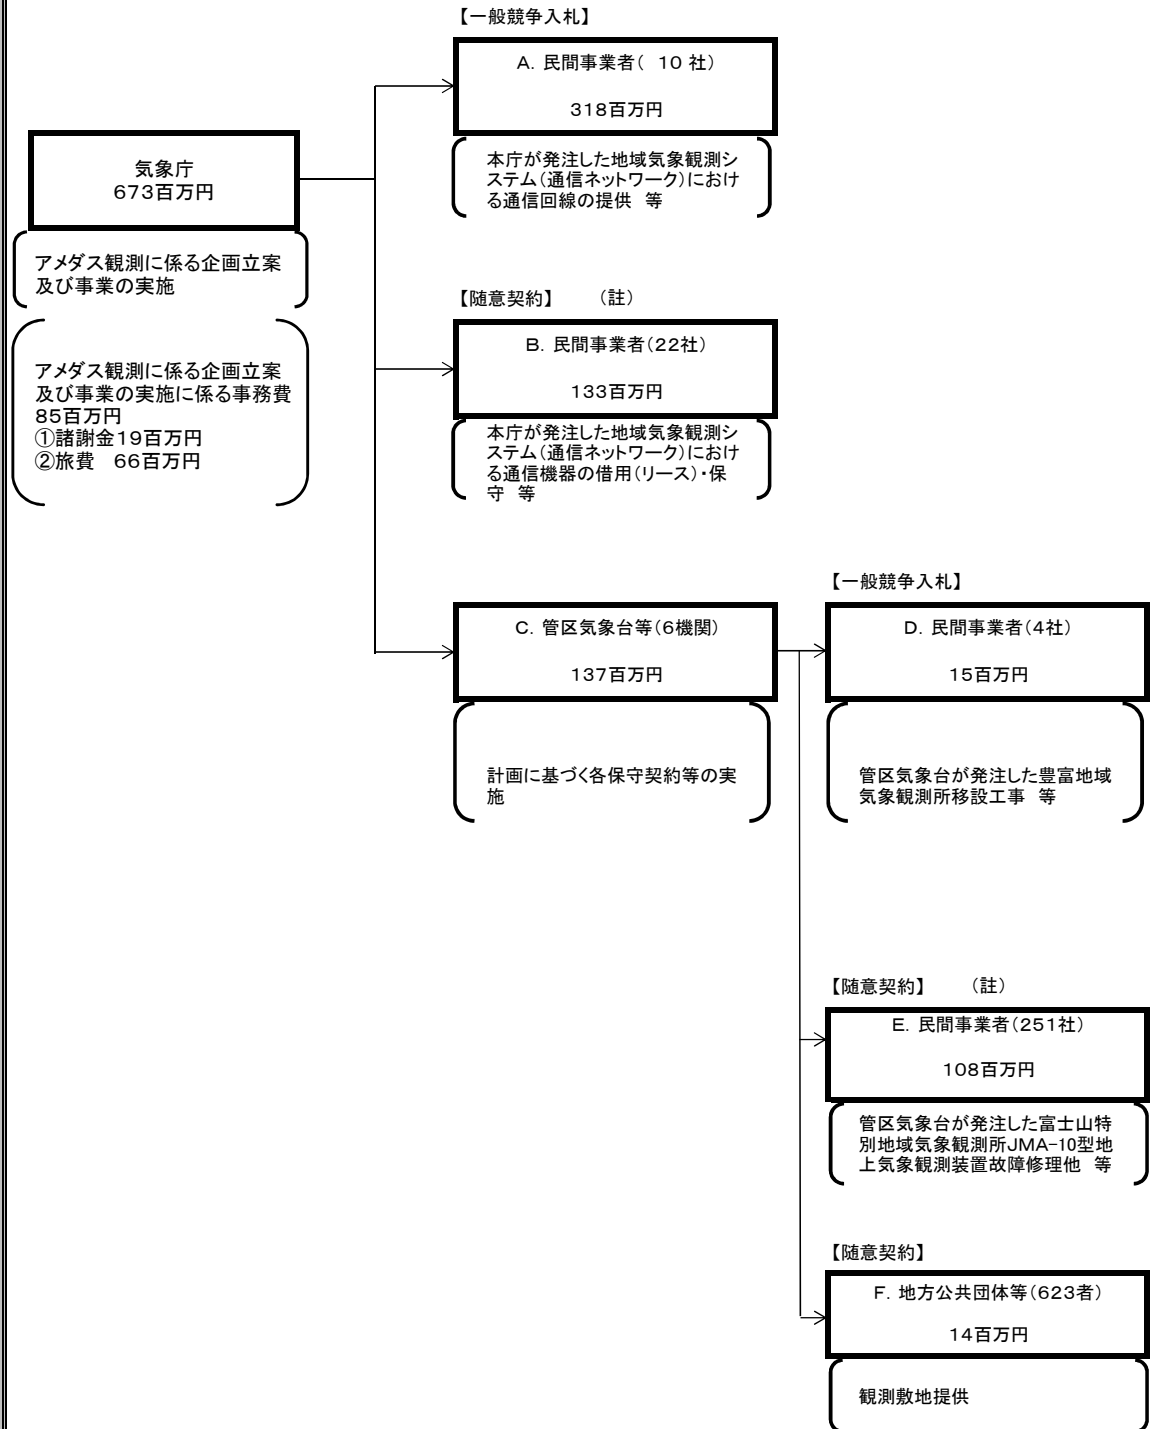 【一般競争入札】
A．民間事業者（　10 社）
318百万円
本庁が発注した地域気象観測シ
ステム（通信ネットワーク）におけ
る通信回線の提供　等
気象庁
673百万円
アメダス観測に係る企画立案
及び事業の実施
アメダス観測に係る企画立案
及び事業の実施に係る事務費
85百万円
①諸謝金19百万円
②旅費　66百万円
【随意契約】　　（註）
B．民間事業者（22社）
133百万円
本庁が発注した地域気象観測シ
ステム（通信ネットワーク）におけ
る通信機器の借用（リース）・保
守　等
C．管区気象台等（6機関）
137百万円
計画に基づく各保守契約等の実
施
【一般競争入札】
D．民間事業者（4社）
15百万円
管区気象台が発注した豊富地域
気象観測所移設工事　等
【随意契約】　　（註）
E．民間事業者（251社）
108百万円
管区気象台が発注した富士山特
別地域気象観測所JMA-10型地
上気象観測装置故障修理他　等
【随意契約】
F．地方公共団体等（623者）
14百万円
観測敷地提供